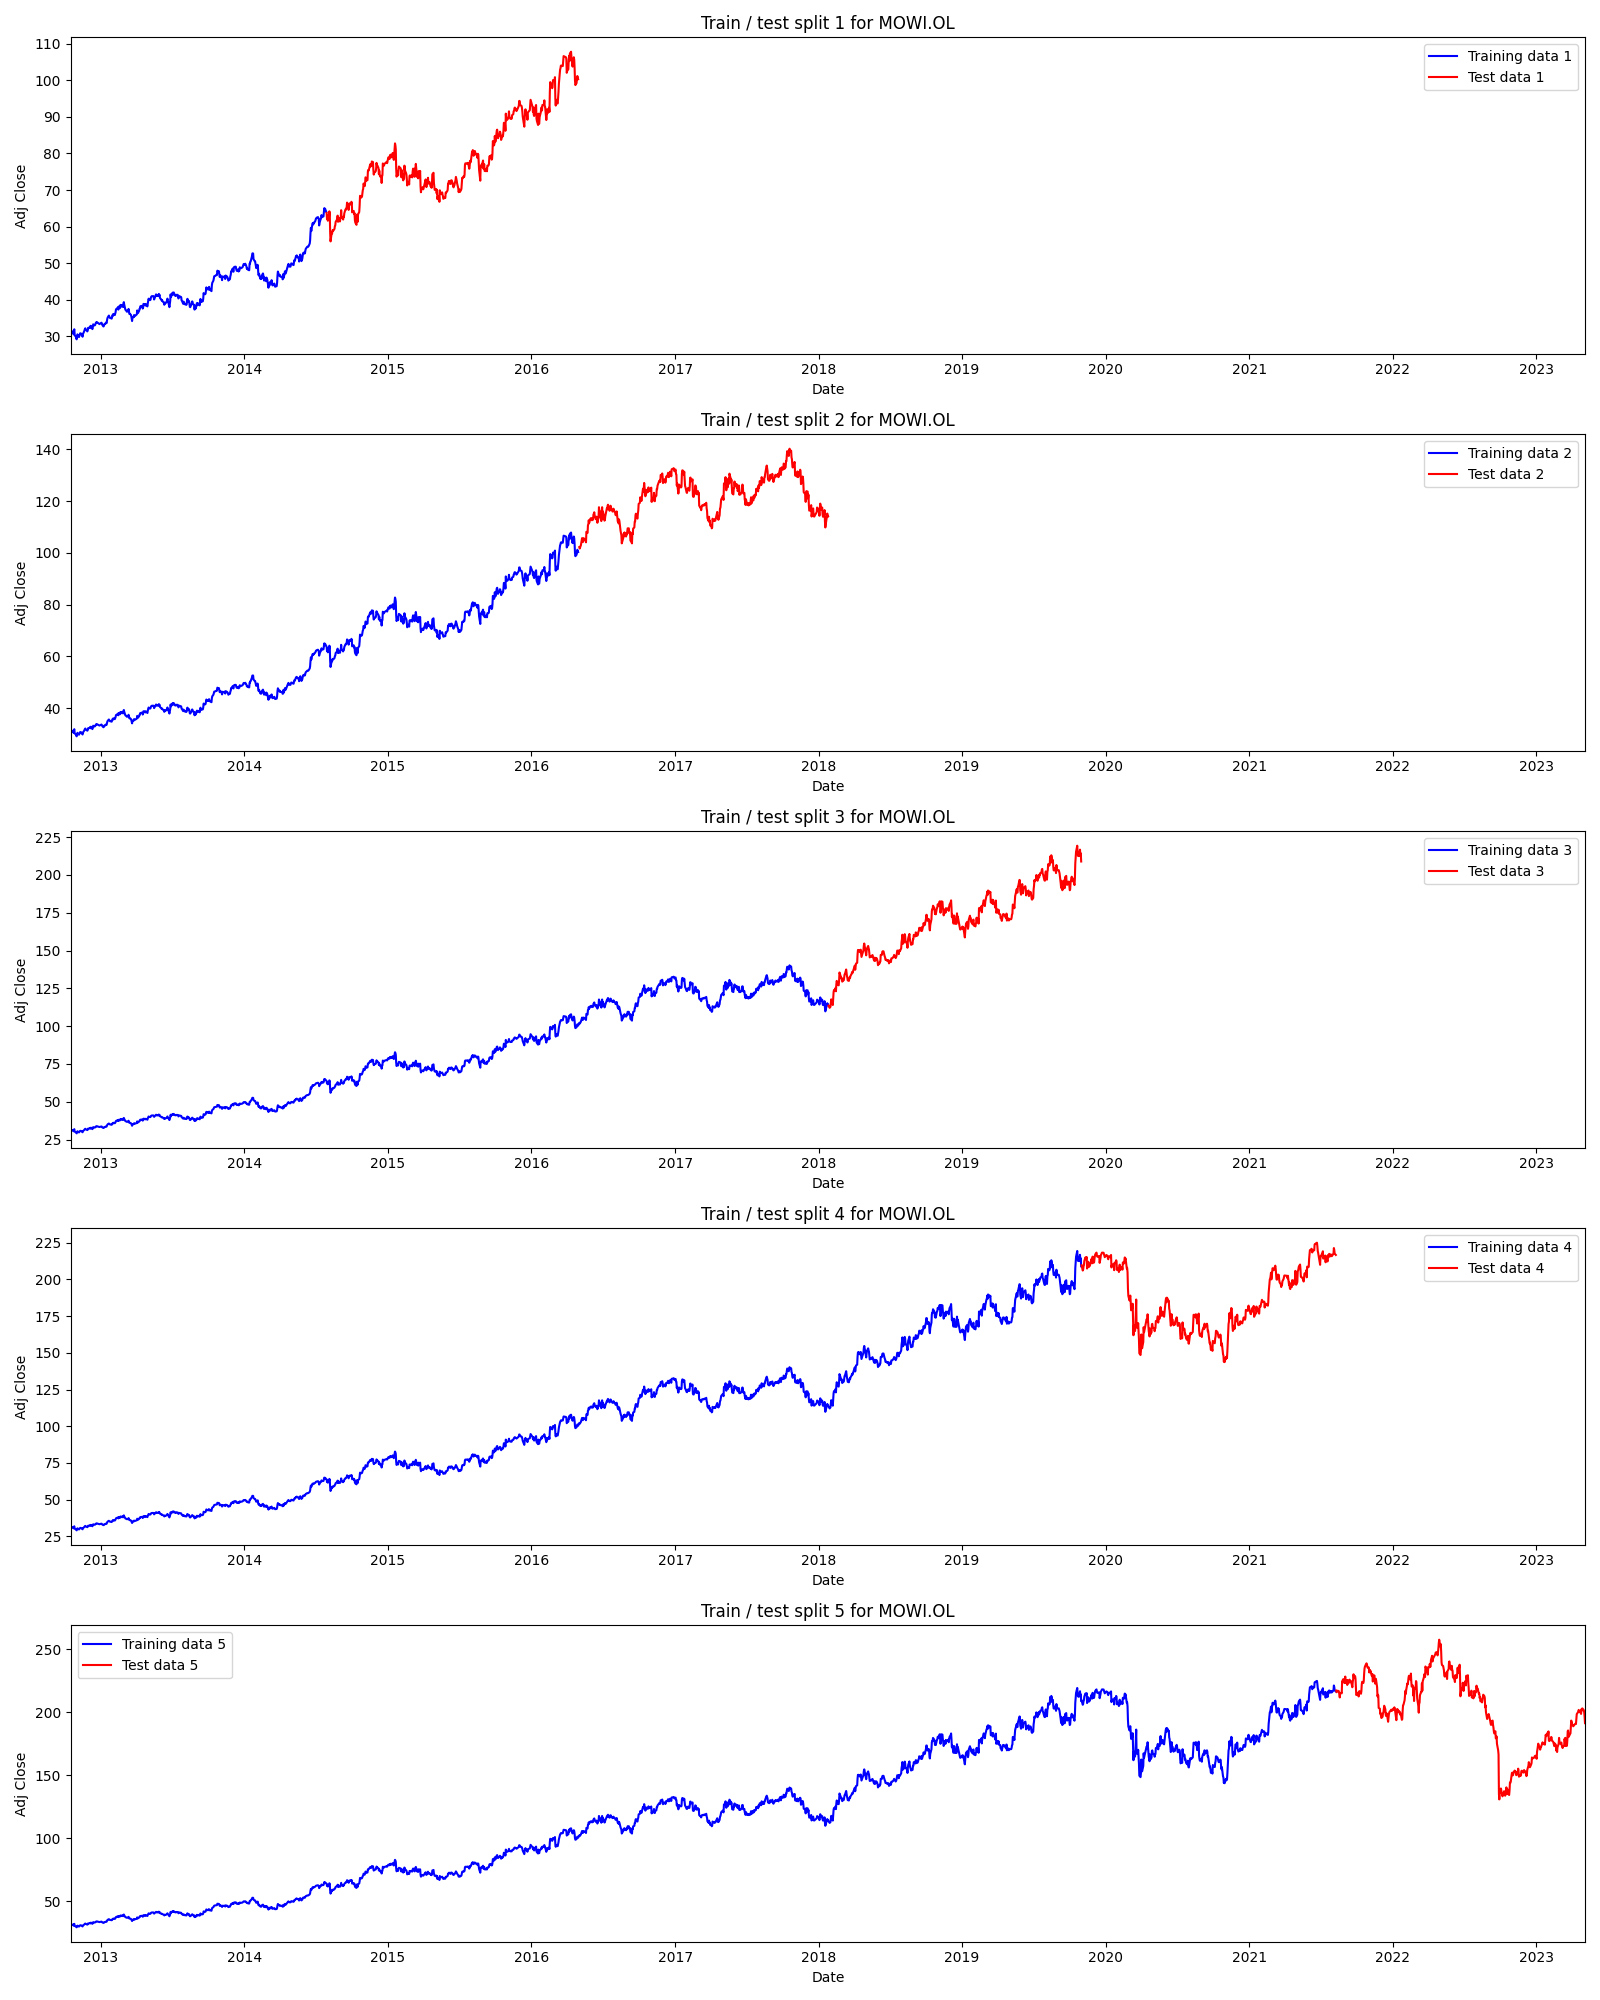 Train / test split 1 for MOWI.OL
Training data 1
Test data 1
110
100
90
80
70
60
50
40
30
Adj Close
2013 2014 2015 2016 2017 2018 2019 2020 2021 2022 2023
Date
Train / test split 2 for MOWI.OL
Training data 2
Test data 2
140
120
100
80
60
40
Adj Close
2013 2014 2015 2016 2017 2018 2019 2020 2021 2022 2023
Date
Train / test split 3 for MOWI.OL
Training data 3
Test data 3
225
200
175
150
125
100
75
50
25
Adj Close
2013 2014 2015 2016 2017 2018 2019 2020 2021 2022 2023
Date
Train / test split 4 for MOWI.OL
Training data 4
Test data 4
225
200
175
150
125
100
75
50
25
Adj Close
2013 2014 2015 2016 2017 2018 2019 2020 2021 2022 2023
Date
Train / test split 5 for MOWI.OL
Training data 5
Test data 5
250
200
150
100
50
Adj Close
2013 2014 2015 2016 2017 2018 2019 2020 2021 2022 2023
Date